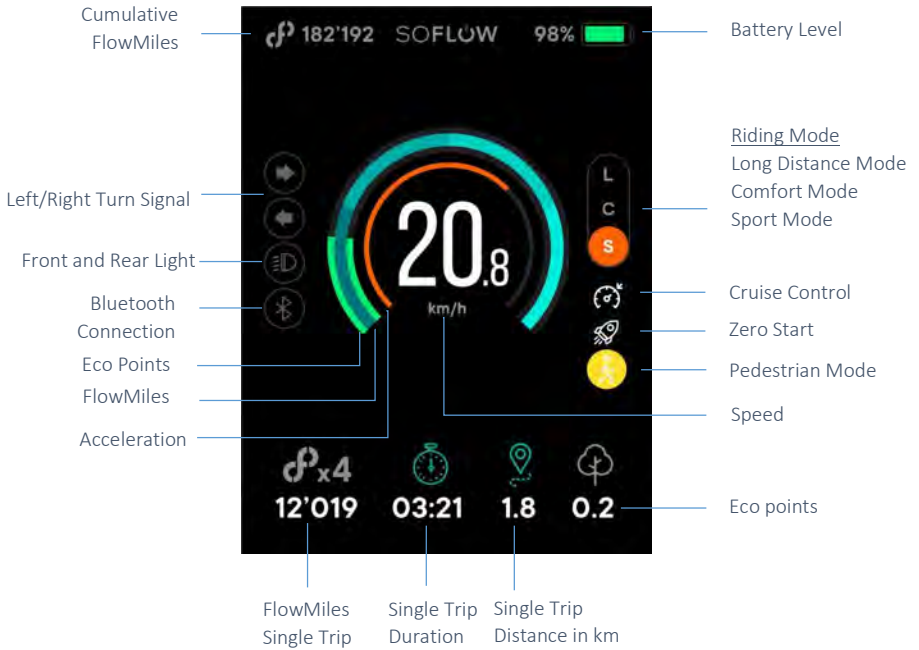 Cumulative
FlowMiles
182'192
SOFLOW
98%
Battery Level
Riding Mode
Long Distance Mode
Comfort Mode
Sport Mode
L
C
S
Left/Right Turn Signal
20.8
km/h
Front and Rear Light
Bluetooth
Connection
Cruise Control
Zero Start
Eco Points
Pedestrian Mode
FlowMiles
Speed
Acceleration
x4
12'019
03:21
1.8
0.2
Eco points
FlowMiles
Single Trip
Single Trip
Duration
Single Trip
Distance in km